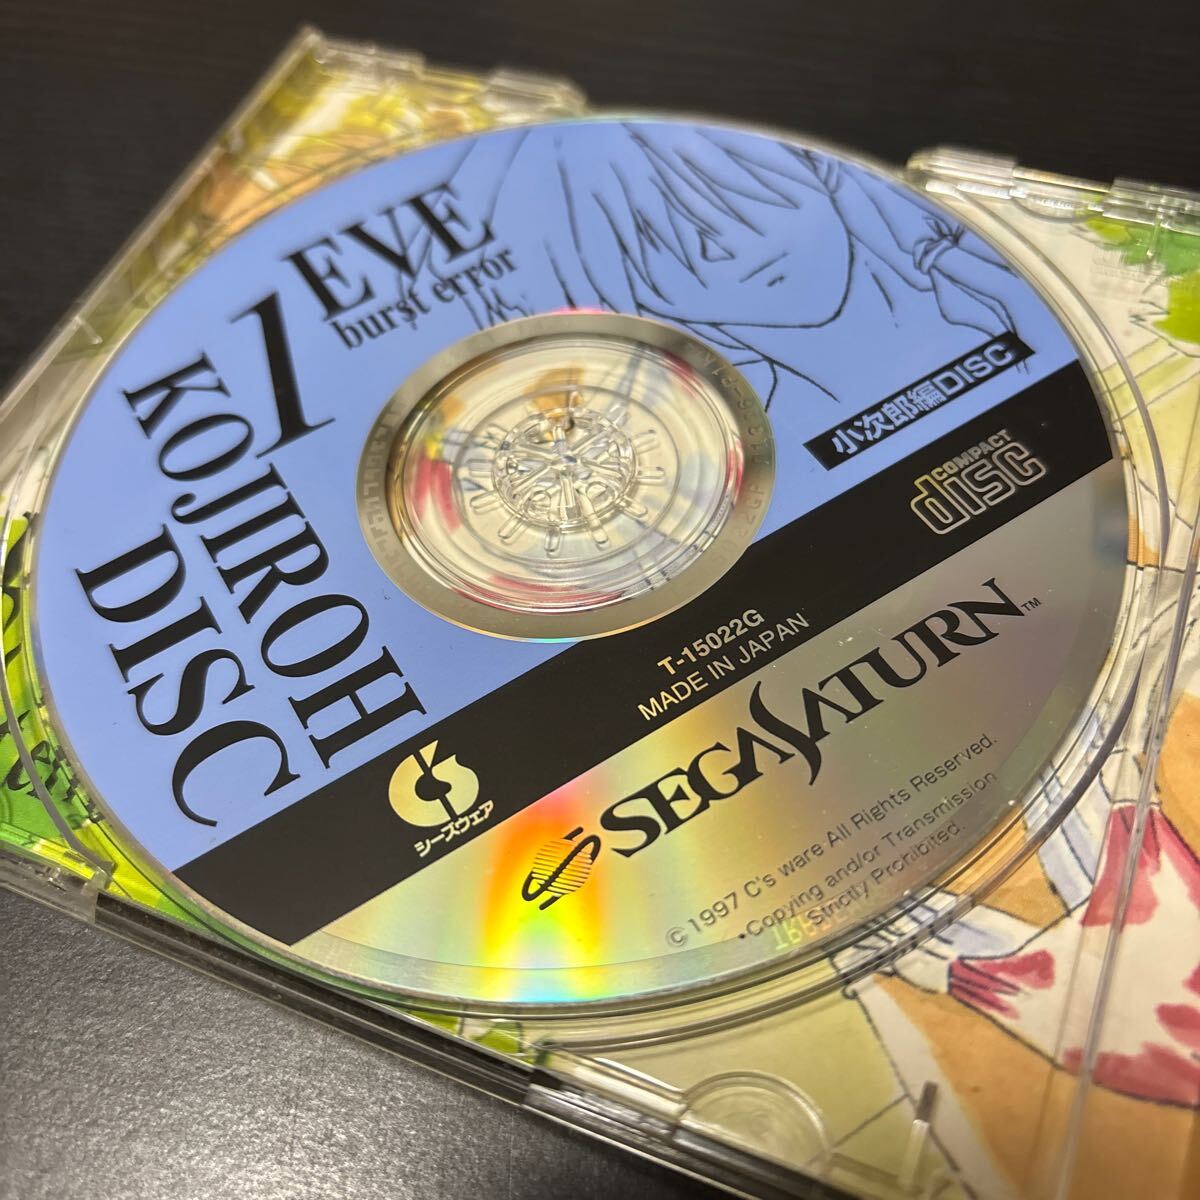 EVE
burst error
1
KOJIROH
DISC
小次郎編DISC
COMPACT
disc
T-15022G
MADE IN JAPAN
シーズウェア
SEGA SATURN™
© 1997 C's ware All Rights Reserved.
•Copying and/or Transmission
Strictly Prohibited.